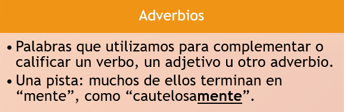 Adverbios
• Palabras que utilizamos para complementar o
calificar un verbo, un adjetivo u otro adverbio.
• Una pista: muchos de ellos terminan en
“mente”, como “cautelosamente”.